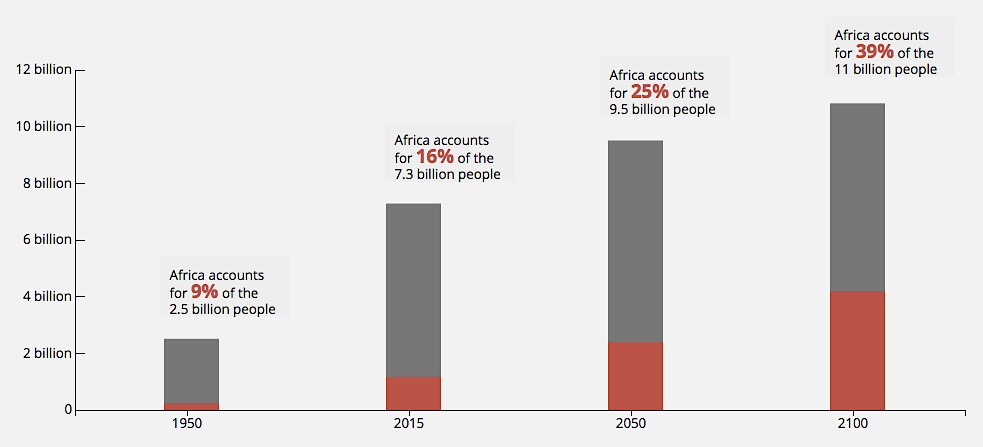 Africa accounts
for 39% of the
11 billion people
Africa accounts
for 25% of the
9.5 billion people
Africa accounts
for 16% of the
7.3 billion people
Africa accounts
for 9% of the
2.5 billion people
12 billion
10 billion
8 billion
6 billion
4 billion
2 billion
0
1950
2015
2050
2100